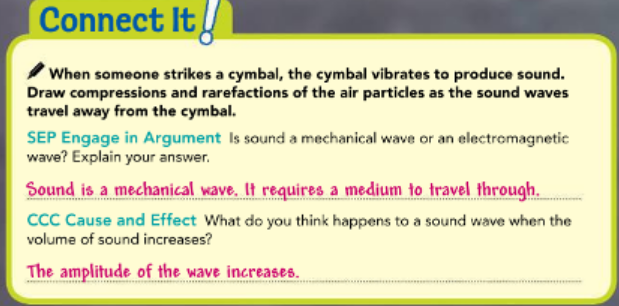 Connect It!
When someone strikes a cymbal, the cymbal vibrates to produce sound.
Draw compressions and rarefactions of the air particles as the sound waves
travel away from the cymbal.
SEP Engage in Argument Is sound a mechanical wave or an electromagnetic
wave? Explain your answer.
Sound is a mechanical wave. It requires a medium to travel through.
CCC Cause and Effect What do you think happens to a sound wave when the
volume of sound increases?
The amplitude of the wave increases.